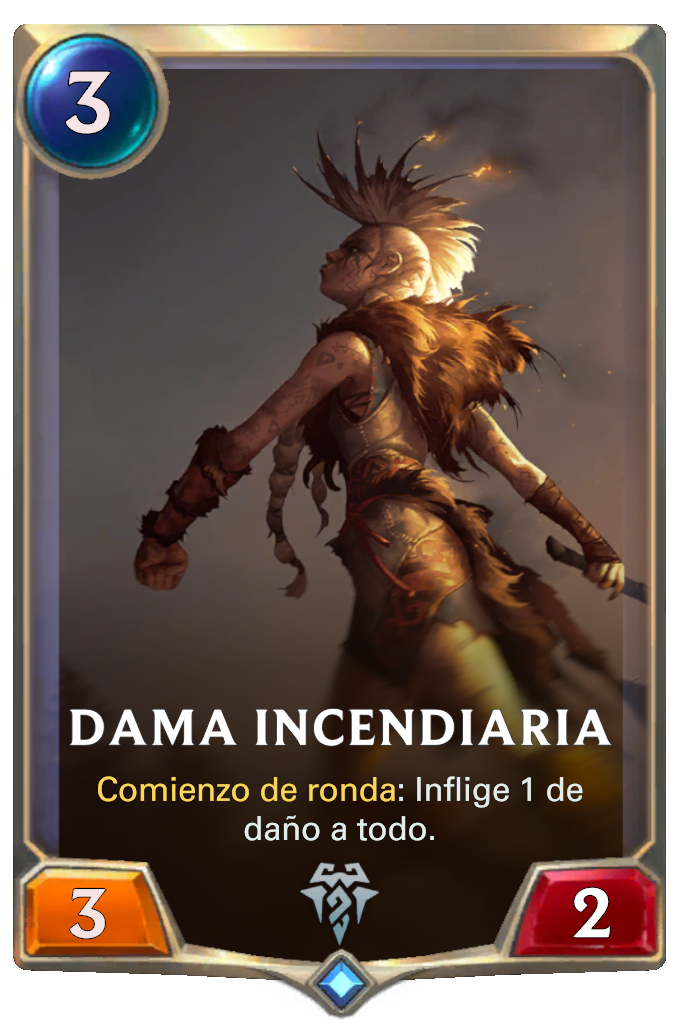 3
DAMA INCENDIARIA
Comienzo de ronda: Inflige 1 de
daño a todo.
3
2